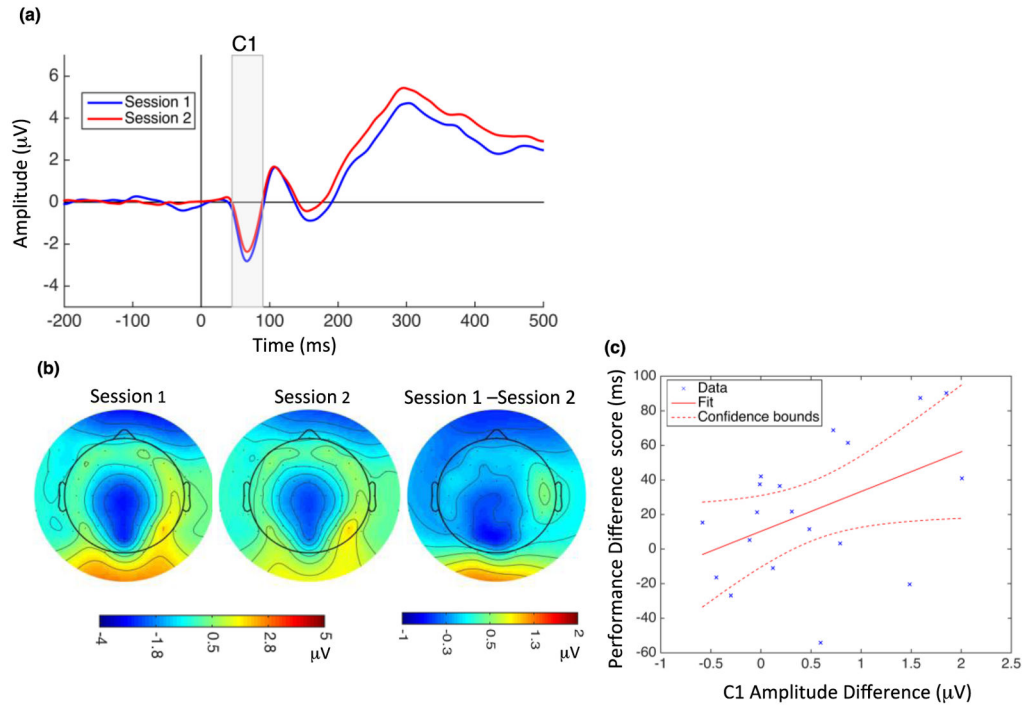 (a)
C1
Session 1
Session 2
6
4
2
0
-2
-4
-200
-100
0
100
200
300
400
500
Amplitude (μV)
Time (ms)
(b)
Session 1
Session 2
Session 1 –Session 2
-4
-1.8
0.5
2.8
5
μV
-1
-0.3
0.5
1.3
2
μV
(c)
Data
Fit
Confidence bounds
100
80
60
40
20
0
-20
-40
-60
-1
-0.5
0
0.5
1
1.5
2
2.5
Performance Difference score (ms)
C1 Amplitude Difference (μV)